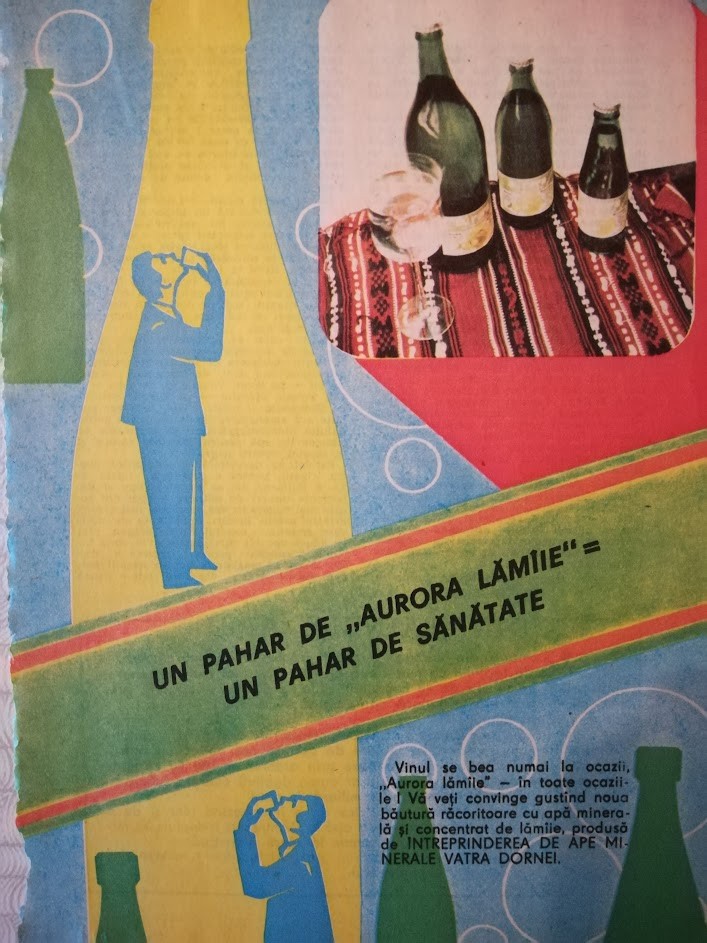 UN PAHAR DE „AURORA LĂMÎIE“ =
UN PAHAR DE SĂNĂTATE
Vinul se bea numai la ocazii,
„Aurora lămîie” — în toate ocazii-
le ! Vă veți convinge gustînd noua
băutură răcoritoare cu apă minera-
lă și concentrat de lămîie, produsă
de ÎNTREPRINDEREA DE APE MI-
NERALE VATRA DORNEI.